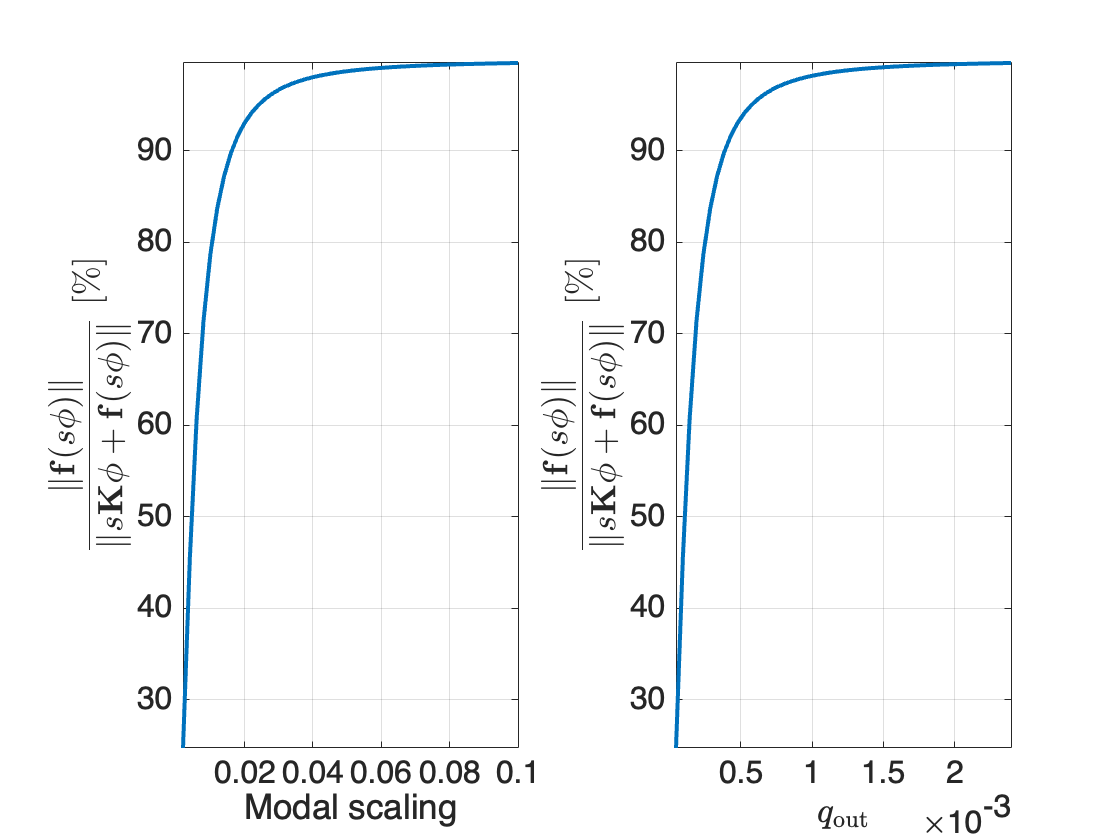 90
80
70
60
50
40
30
‖f(sϕ)‖
‖sKϕ + f(sϕ)‖
[%]
0.02 0.04 0.06 0.08 0.1
Modal scaling
90
80
70
60
50
40
30
‖f(sϕ)‖
‖sKϕ + f(sϕ)‖
[%]
0.5 1 1.5 2
q_out
×10^-3